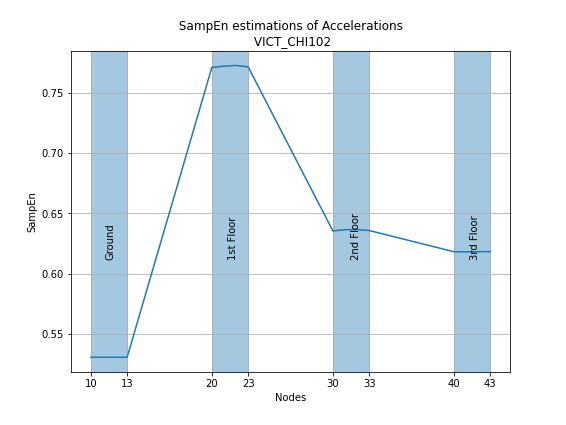 SampEn estimations of Accelerations
VICT_CHI102
SampEn
0.75
0.70
0.65
0.60
0.55
Ground
1st Floor
2nd Floor
3rd Floor
10 13 20 23 30 33 40 43
Nodes